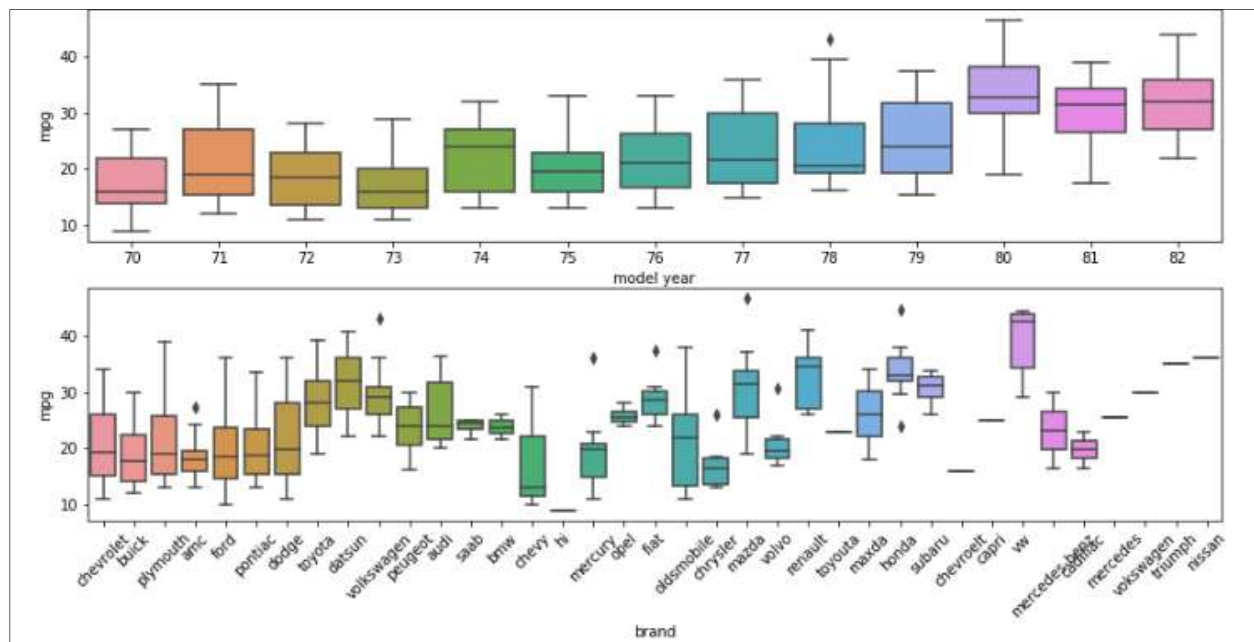 mpg
40
30
20
10
70 71 72 73 74 75 76 77 78 79 80 81 82
model year
mpg
40
30
20
10
chevrolet buick plymouth amc ford pontiac dodge toyota datsun volkswagen peugeot audi saab bmw chevy hi mercury opel fiat oldsmobile chrysler mazda volvo renault toyouta maxda honda subaru chevroelt capri vw mercedes-benz cadillac mercedes vokswagen triumph nissan
brand